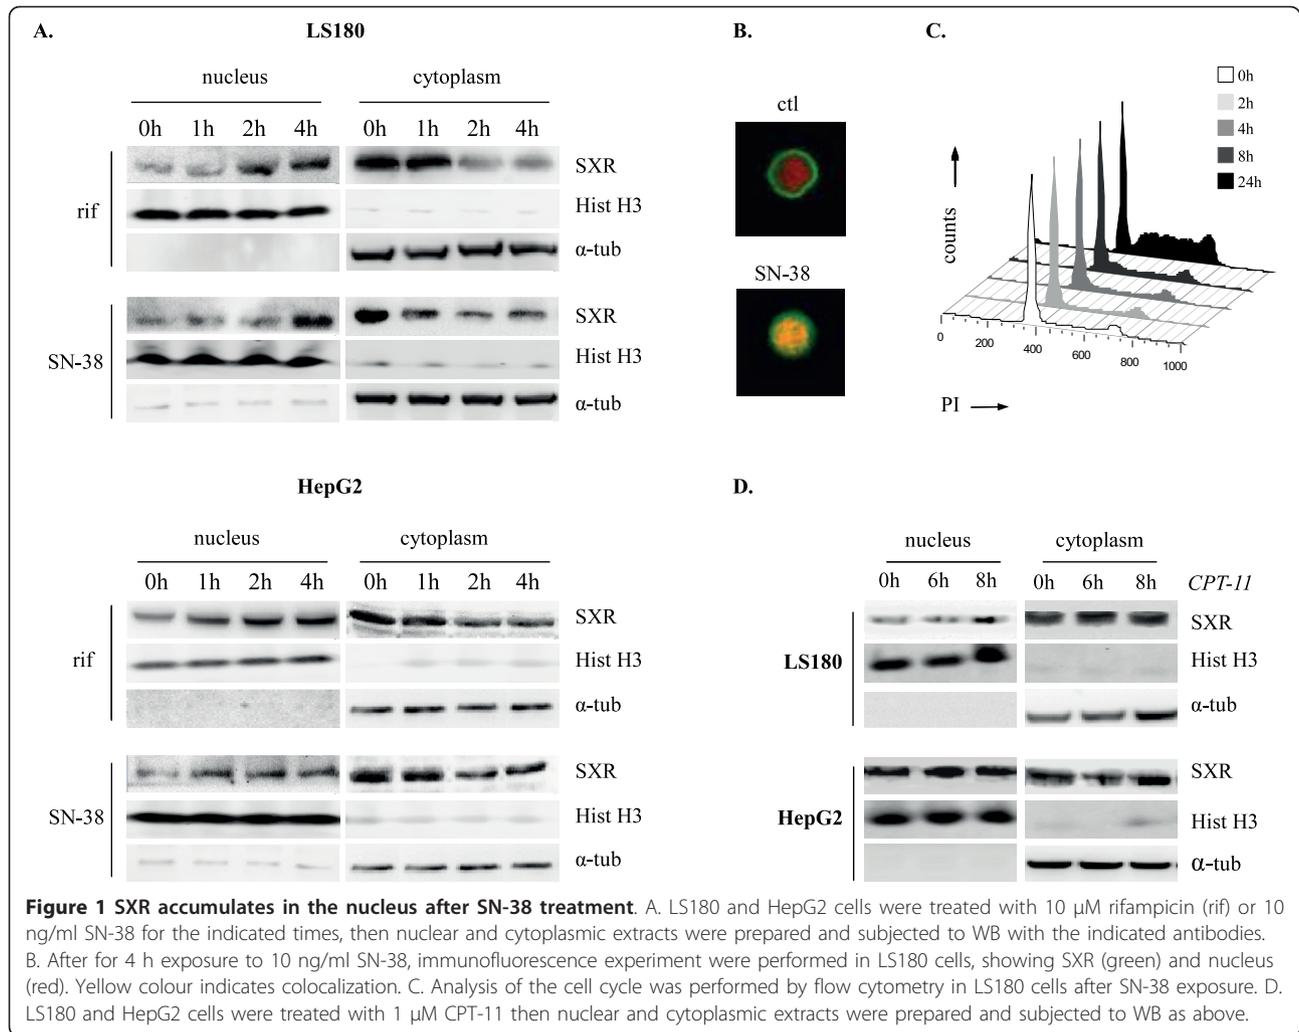 A.
LS180
nucleus cytoplasm
0h 1h 2h 4h 0h 1h 2h 4h
rif
SXR
Hist H3
α-tub
SN-38
SXR
Hist H3
α-tub
B.
ctl
SN-38
C.
0h
2h
4h
8h
24h
counts
0 200 400 600 800 1000
PI
HepG2
nucleus cytoplasm
0h 1h 2h 4h 0h 1h 2h 4h
rif
SXR
Hist H3
α-tub
SN-38
SXR
Hist H3
α-tub
D.
nucleus cytoplasm
0h 6h 8h 0h 6h 8h CPT-11
LS180
SXR
Hist H3
α-tub
HepG2
SXR
Hist H3
α-tub
Figure 1 SXR accumulates in the nucleus after SN-38 treatment. A. LS180 and HepG2 cells were treated with 10 μM rifampicin (rif) or 10
ng/ml SN-38 for the indicated times, then nuclear and cytoplasmic extracts were prepared and subjected to WB with the indicated antibodies.
B. After for 4 h exposure to 10 ng/ml SN-38, immunofluorescence experiment were performed in LS180 cells, showing SXR (green) and nucleus
(red). Yellow colour indicates colocalization. C. Analysis of the cell cycle was performed by flow cytometry in LS180 cells after SN-38 exposure. D.
LS180 and HepG2 cells were treated with 1 μM CPT-11 then nuclear and cytoplasmic extracts were prepared and subjected to WB as above.